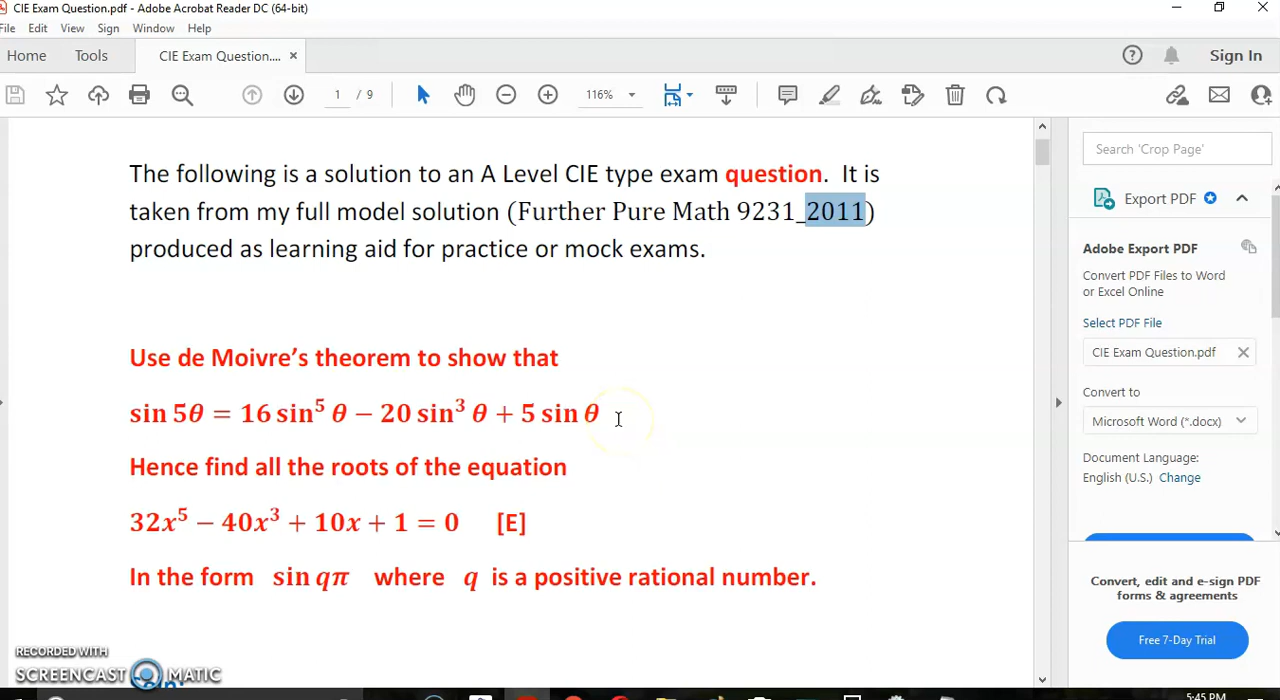 CIE Exam Question.pdf - Adobe Acrobat Reader DC (64-bit)
File Edit View Sign Window Help
Home Tools CIE Exam Question.... × Sign In
1 / 9 116%
The following is a solution to an A Level CIE type exam question. It is
taken from my full model solution (Further Pure Math 9231_2011)
produced as learning aid for practice or mock exams.
Use de Moivre's theorem to show that
sin 5θ = 16 sin⁵ θ − 20 sin³ θ + 5 sin θ
Hence find all the roots of the equation
32x⁵ − 40x³ + 10x + 1 = 0 [E]
In the form sin qπ where q is a positive rational number.
Search 'Crop Page'
Export PDF
Adobe Export PDF
Convert PDF Files to Word
or Excel Online
Select PDF File
CIE Exam Question.pdf
Convert to
Microsoft Word (*.docx)
Document Language:
English (U.S.) Change
Convert, edit and e-sign PDF
forms & agreements
Free 7-Day Trial
RECORDED WITH
SCREENCAST MATIC
5:45 PM